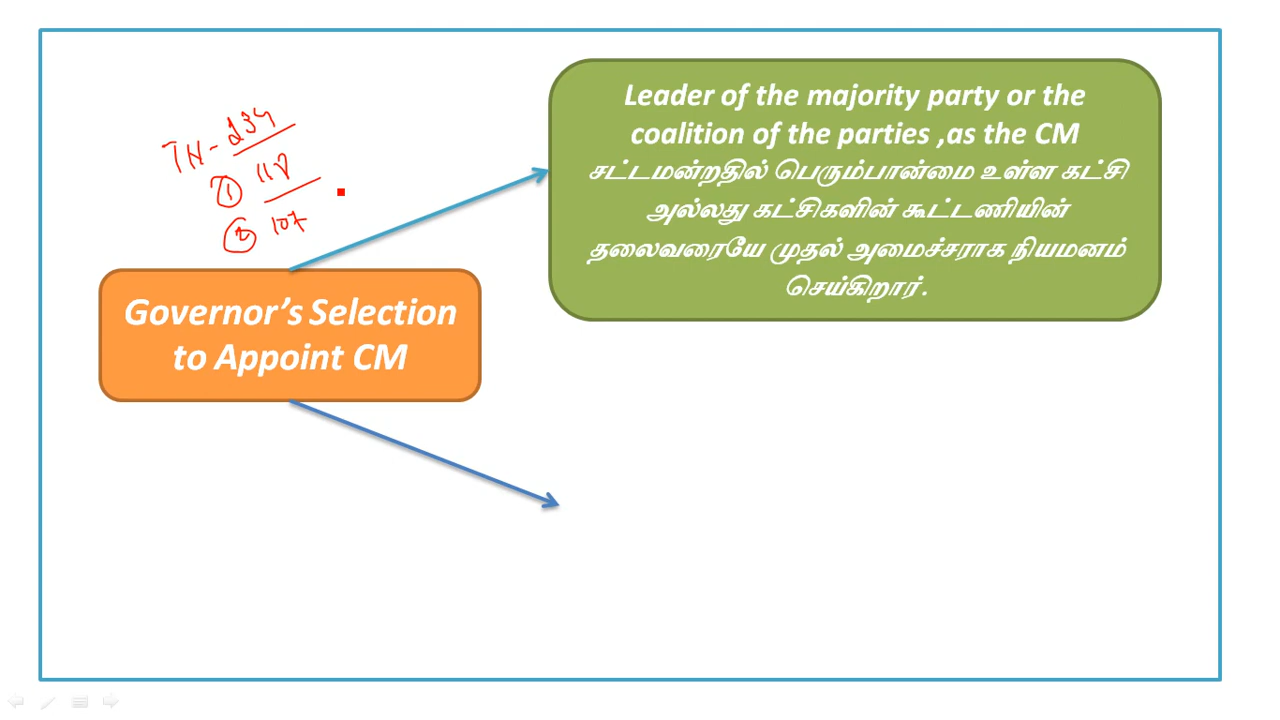 TN - 234
① 118
② 107
Governor's Selection
to Appoint CM
Leader of the majority party or the
coalition of the parties ,as the CM
சட்டமன்றதில் பெரும்பான்மை உள்ள கட்சி
அல்லது கட்சிகளின் கூட்டணியின்
தலைவரையே முதல் அமைச்சராக நியமனம்
செய்கிறார்.